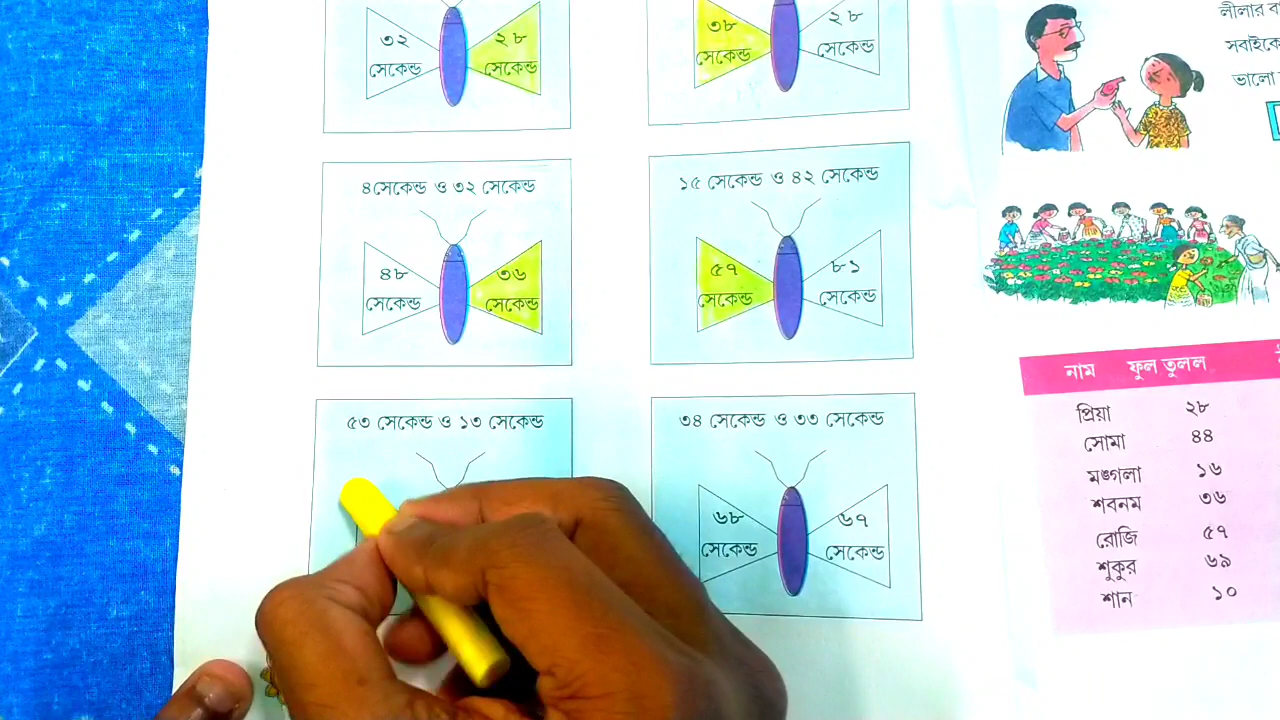 ৩২
সেকেন্ড
২৮
সেকেন্ড
৩৮
সেকেন্ড
২৮
সেকেন্ড
৪সেকেন্ড ও ৩২ সেকেন্ড
৪৮
সেকেন্ড
৩৬
সেকেন্ড
১৫ সেকেন্ড ও ৪২ সেকেন্ড
৫৭
সেকেন্ড
৮১
সেকেন্ড
৫৩ সেকেন্ড ও ১৩ সেকেন্ড
৩৪ সেকেন্ড ও ৩৩ সেকেন্ড
৬৮
সেকেন্ড
৬৭
সেকেন্ড
লীলার
সবাইকে
ভালো
নাম ফুল তুলল
প্রিয়া ২৮
সোমা ৪৪
মঙ্গলা ১৬
শবনম ৩৬
রোজি ৫৭
শুকুর ৬৯
শান ১০